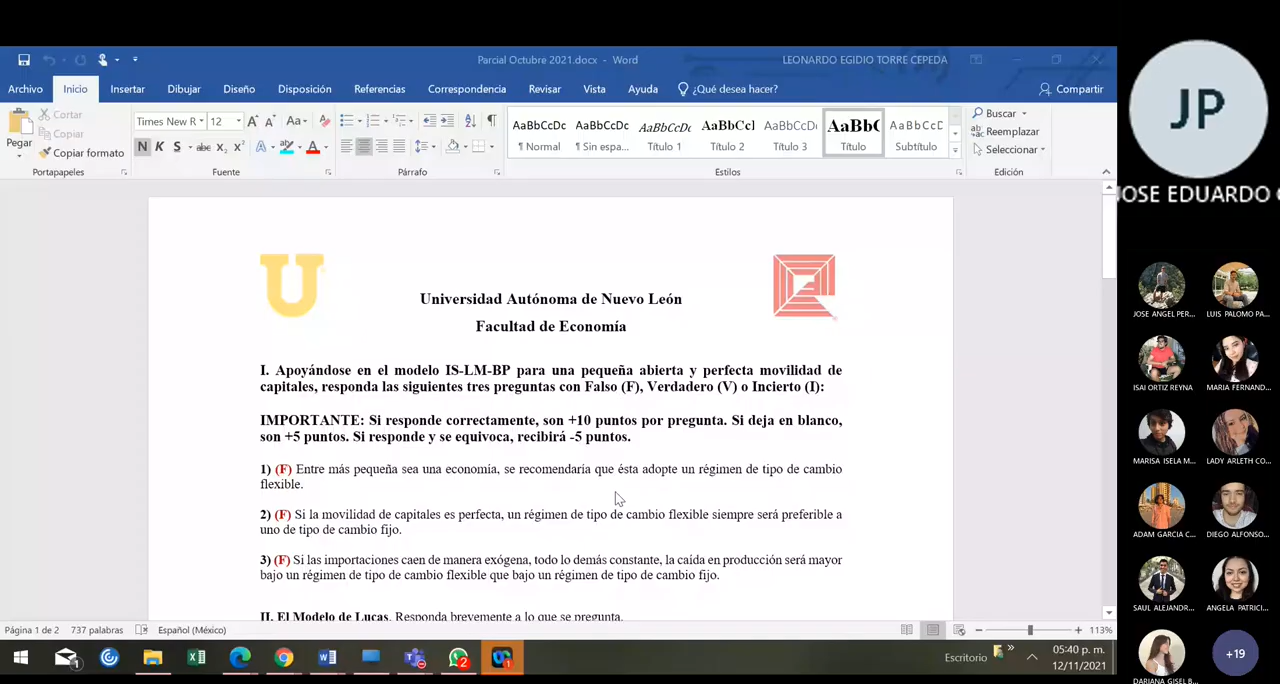 Parcial Octubre 2021.docx - Word
LEONARDO EGIDIO TORRE CEPEDA
Archivo Inicio Insertar Dibujar Diseño Disposición Referencias Correspondencia Revisar Vista Ayuda ¿Qué desea hacer? Compartir
Pegar
Cortar
Copiar
Copiar formato
Portapapeles
Times New R 12
Fuente
Párrafo
AaBbCcDc AaBbCcDc AaBbCcDc AaBbCcl AaBbCcDc AaBb( AaBbCcD
¶ Normal ¶ Sin espa... Título 1 Título 2 Título 3 Título Subtítulo
Estilos
Buscar
Reemplazar
Seleccionar
Edición
Universidad Autónoma de Nuevo León
Facultad de Economía
I. Apoyándose en el modelo IS-LM-BP para una pequeña abierta y perfecta movilidad de
capitales, responda las siguientes tres preguntas con Falso (F), Verdadero (V) o Incierto (I):
IMPORTANTE: Si responde correctamente, son +10 puntos por pregunta. Si deja en blanco,
son +5 puntos. Si responde y se equivoca, recibirá -5 puntos.
1) (F) Entre más pequeña sea una economía, se recomendaría que ésta adopte un régimen de tipo de cambio
flexible.
2) (F) Si la movilidad de capitales es perfecta, un régimen de tipo de cambio flexible siempre será preferible a
uno de tipo de cambio fijo.
3) (F) Si las importaciones caen de manera exógena, todo lo demás constante, la caída en producción será mayor
bajo un régimen de tipo de cambio flexible que bajo un régimen de tipo de cambio fijo.
II. El Modelo de Lucas. Responda brevemente a lo que se pregunta.
Página 1 de 2 737 palabras Español (México) 113%
Escritorio
05:40 p. m.
12/11/2021
JP
JOSE EDUARDO
JOSE ANGEL PER... LUIS PALOMO PA...
ISAI ORTIZ REYNA MARIA FERNAND...
MARISA ISELA M... LADY ARLETH CO...
ADAM GARCIA C... DIEGO ALFONSO...
SAUL ALEJANDR... ANGELA PATRICI...
DARIANA GISEL B...
+19